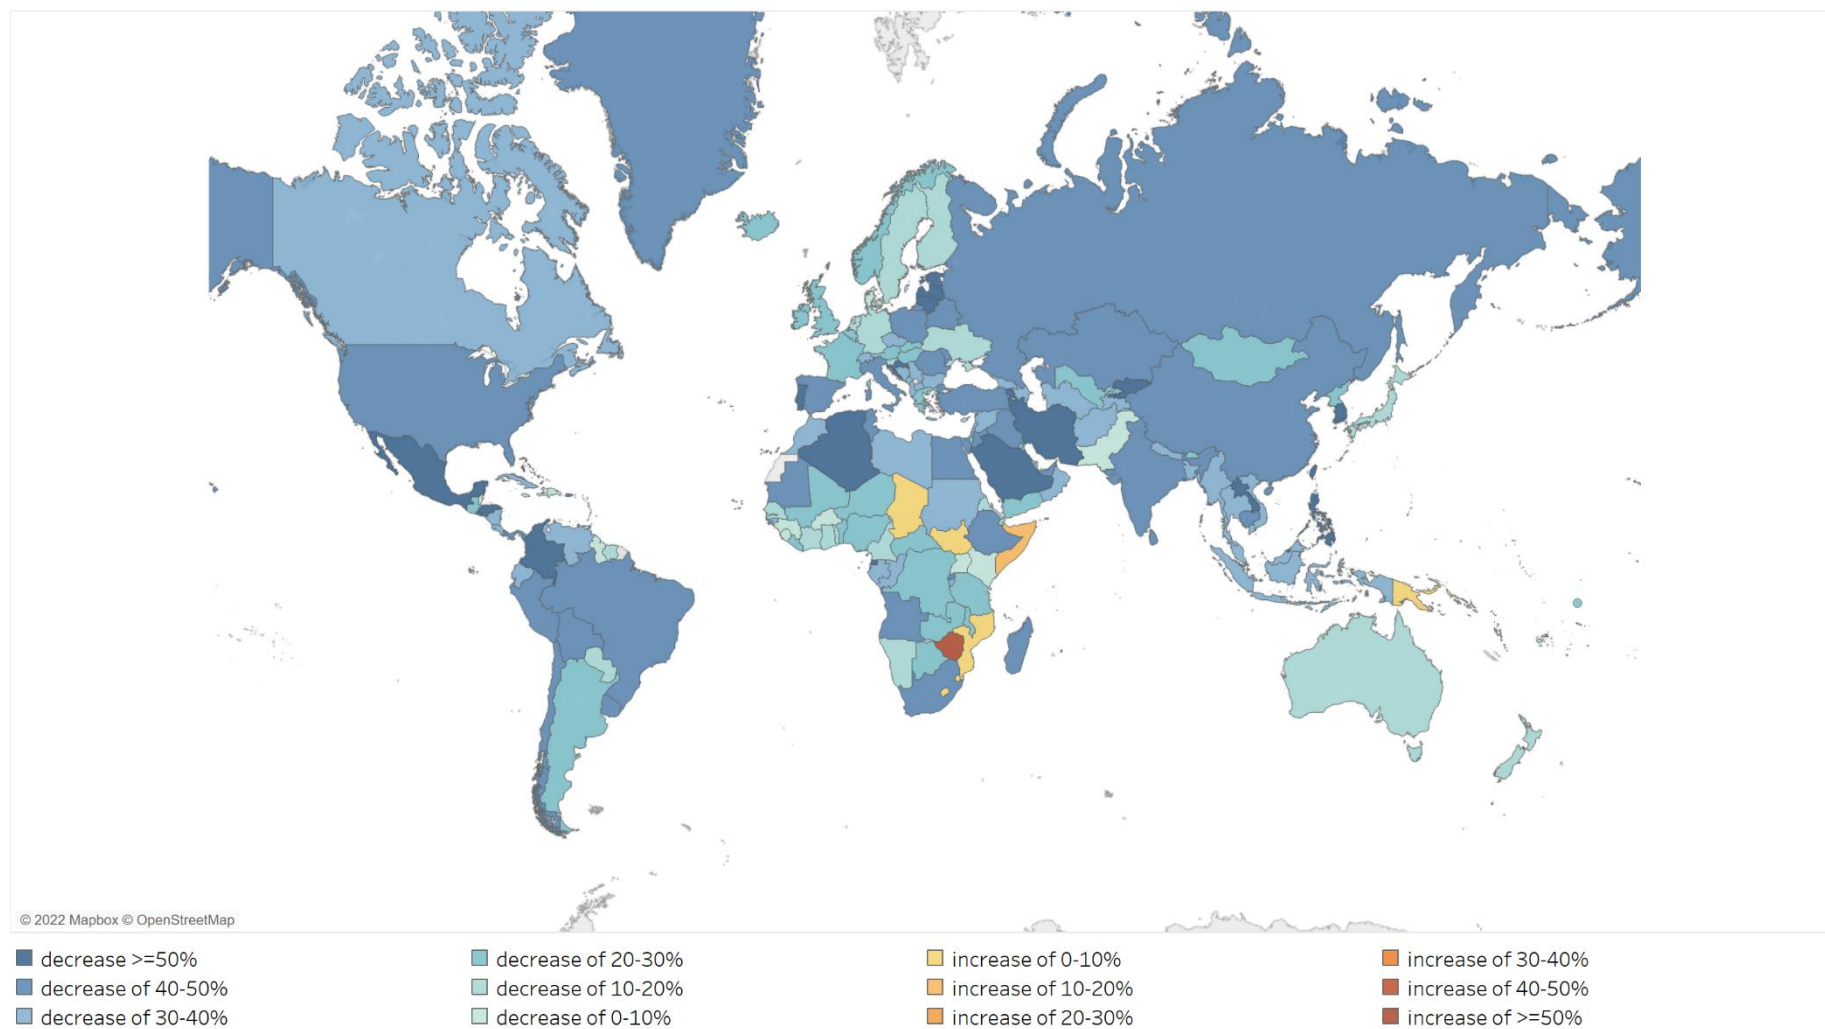 © 2022 Mapbox © OpenStreetMap
decrease >=50%
decrease of 40-50%
decrease of 30-40%
decrease of 20-30%
decrease of 10-20%
decrease of 0-10%
increase of 0-10%
increase of 10-20%
increase of 20-30%
increase of 30-40%
increase of 40-50%
increase of >=50%